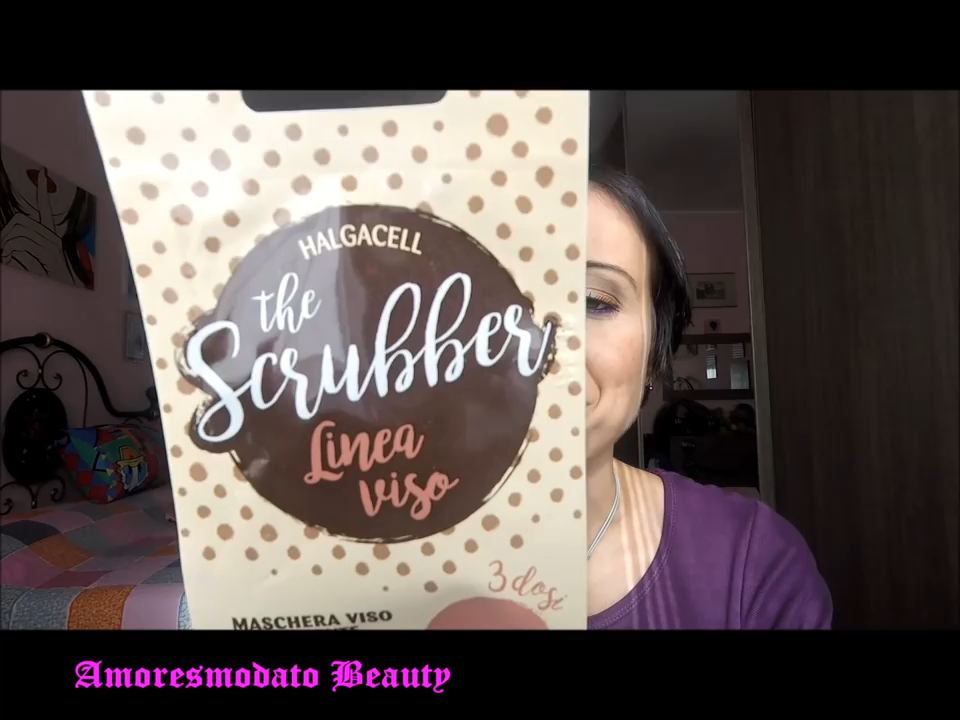 HALGACELL
the
Scrubber
Linea
viso
3 dosi
MASCHERA VISO
Amoresmodato Beauty